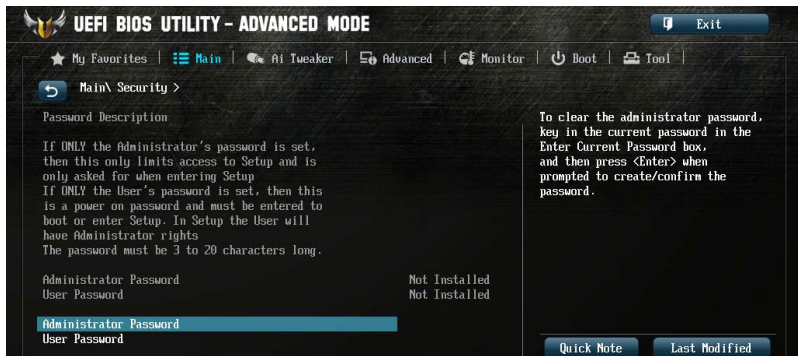 UEFI BIOS UTILITY - ADVANCED MODE
Exit
My Favorites | Main | Ai Tweaker | Advanced | Monitor | Boot | Tool |
Main\ Security >
Password Description
If ONLY the Administrator's password is set,
then this only limits access to Setup and is
only asked for when entering Setup
If ONLY the User's password is set, then this
is a power on password and must be entered to
boot or enter Setup. In Setup the User will
have Administrator rights
The password must be 3 to 20 characters long.
Administrator Password Not Installed
User Password Not Installed
Administrator Password
User Password
To clear the administrator password,
key in the current password in the
Enter Current Password box,
and then press <Enter> when
prompted to create/confirm the
password.
Quick Note
Last Modified